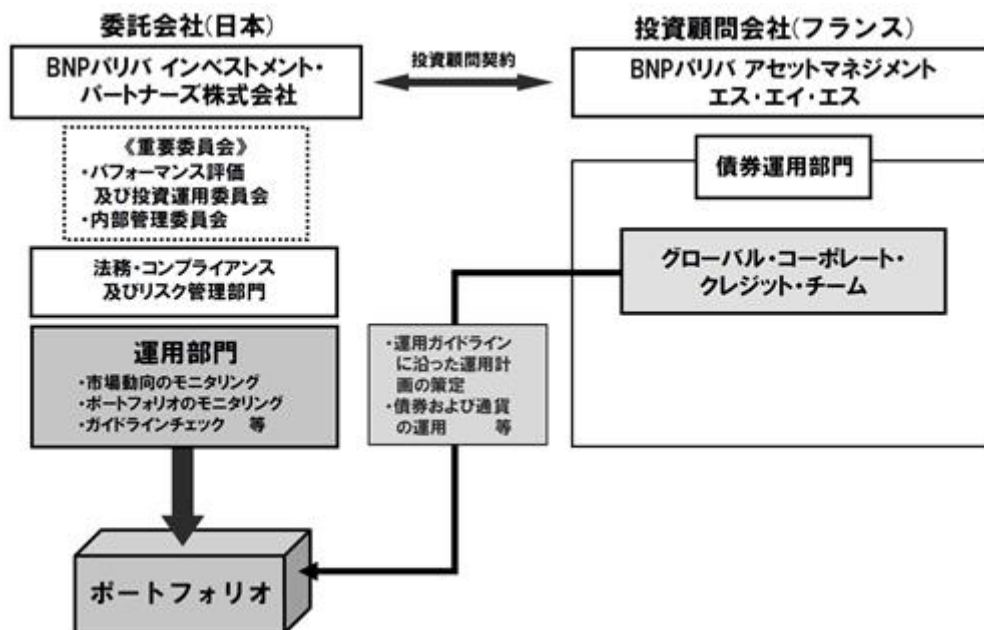 委託会社(日本)
BNPパリバ インベストメント・
パートナーズ株式会社
《重要委員会》
・パフォーマンス評価
及び投資運用委員会
・内部管理委員会
法務・コンプライアンス
及びリスク管理部門
運用部門
・市場動向のモニタリング
・ポートフォリオのモニタリング
・ガイドラインチェック 等
ポートフォリオ
投資顧問契約
・運用ガイドライン
に沿った運用計
画の策定
・債券および通貨
の運用 等
投資顧問会社(フランス)
BNPパリバ アセットマネジメント
エス・エイ・エス
債券運用部門
グローバル・コーポレート・
クレジット・チーム